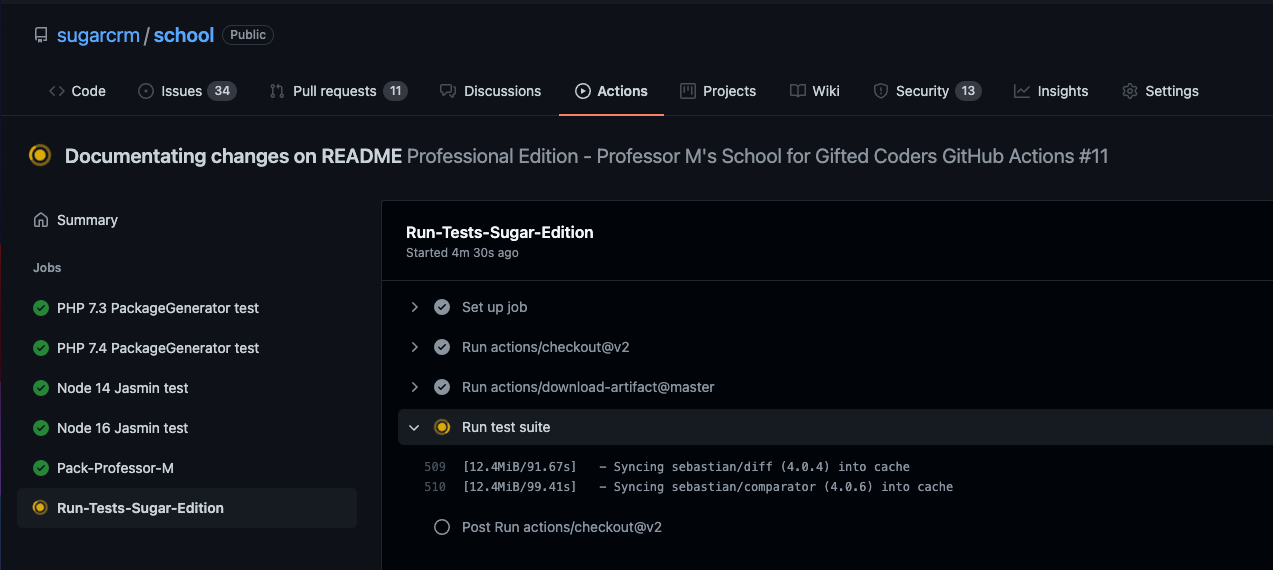 sugarcrm / school Public
Code Issues 34 Pull requests 11 Discussions Actions Projects Wiki Security 13 Insights Settings
Documentating changes on README Professional Edition - Professor M's School for Gifted Coders GitHub Actions #11
Summary
Jobs
PHP 7.3 PackageGenerator test
PHP 7.4 PackageGenerator test
Node 14 Jasmin test
Node 16 Jasmin test
Pack-Professor-M
Run-Tests-Sugar-Edition
Run-Tests-Sugar-Edition
Started 4m 30s ago
Set up job
Run actions/checkout@v2
Run actions/download-artifact@master
Run test suite
509 [12.4MiB/91.67s] – Syncing sebastian/diff (4.0.4) into cache
510 [12.4MiB/99.41s] – Syncing sebastian/comparator (4.0.6) into cache
Post Run actions/checkout@v2